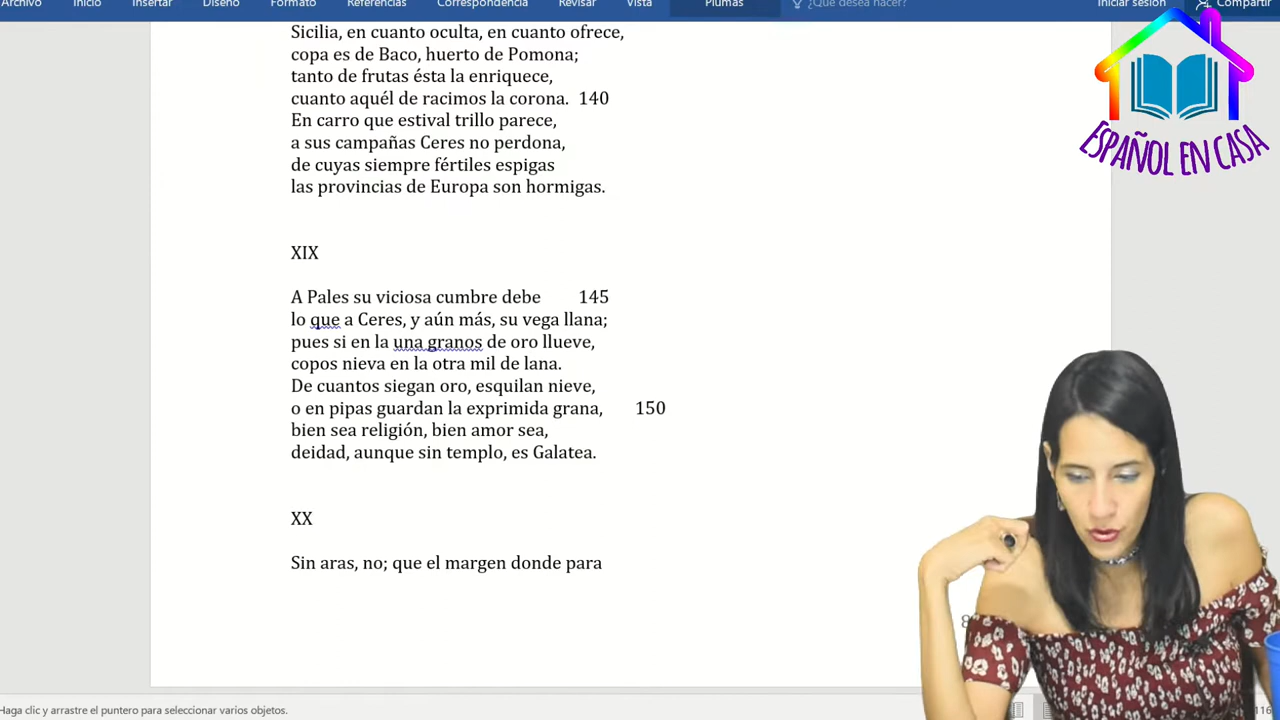 Archivo Inicio Insertar Diseño Formato Referencias Correspondencia Revisar Vista Plumas ¿Qué desea hacer? Iniciar sesión Compartir
Sicilia, en cuanto oculta, en cuanto ofrece,
copa es de Baco, huerto de Pomona;
tanto de frutas ésta la enriquece,
cuanto aquél de racimos la corona. 140
En carro que estival trillo parece,
a sus campañas Ceres no perdona,
de cuyas siempre fértiles espigas
las provincias de Europa son hormigas.
XIX
A Pales su viciosa cumbre debe 145
lo que a Ceres, y aún más, su vega llana;
pues si en la una granos de oro llueve,
copos nieva en la otra mil de lana.
De cuantos siegan oro, esquilan nieve,
o en pipas guardan la exprimida grana, 150
bien sea religión, bien amor sea,
deidad, aunque sin templo, es Galatea.
XX
Sin aras, no; que el margen donde para
ESPAÑOL EN CASA
Haga clic y arrastre el puntero para seleccionar varios objetos.